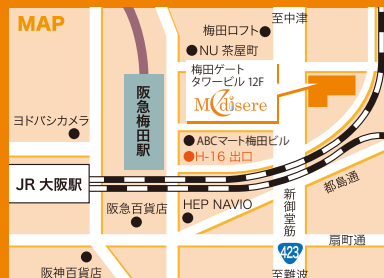 MAP
至中津
梅田ロフト
NU 茶屋町
梅田ゲート
タワービル 12F
Modisere
阪急梅田駅
ヨドバシカメラ
ABCマート梅田ビル
H-16 出口
JR 大阪駅
阪急百貨店
HEP NAVIO
新御堂筋
都島通
扇町通
423
阪神百貨店
至難波